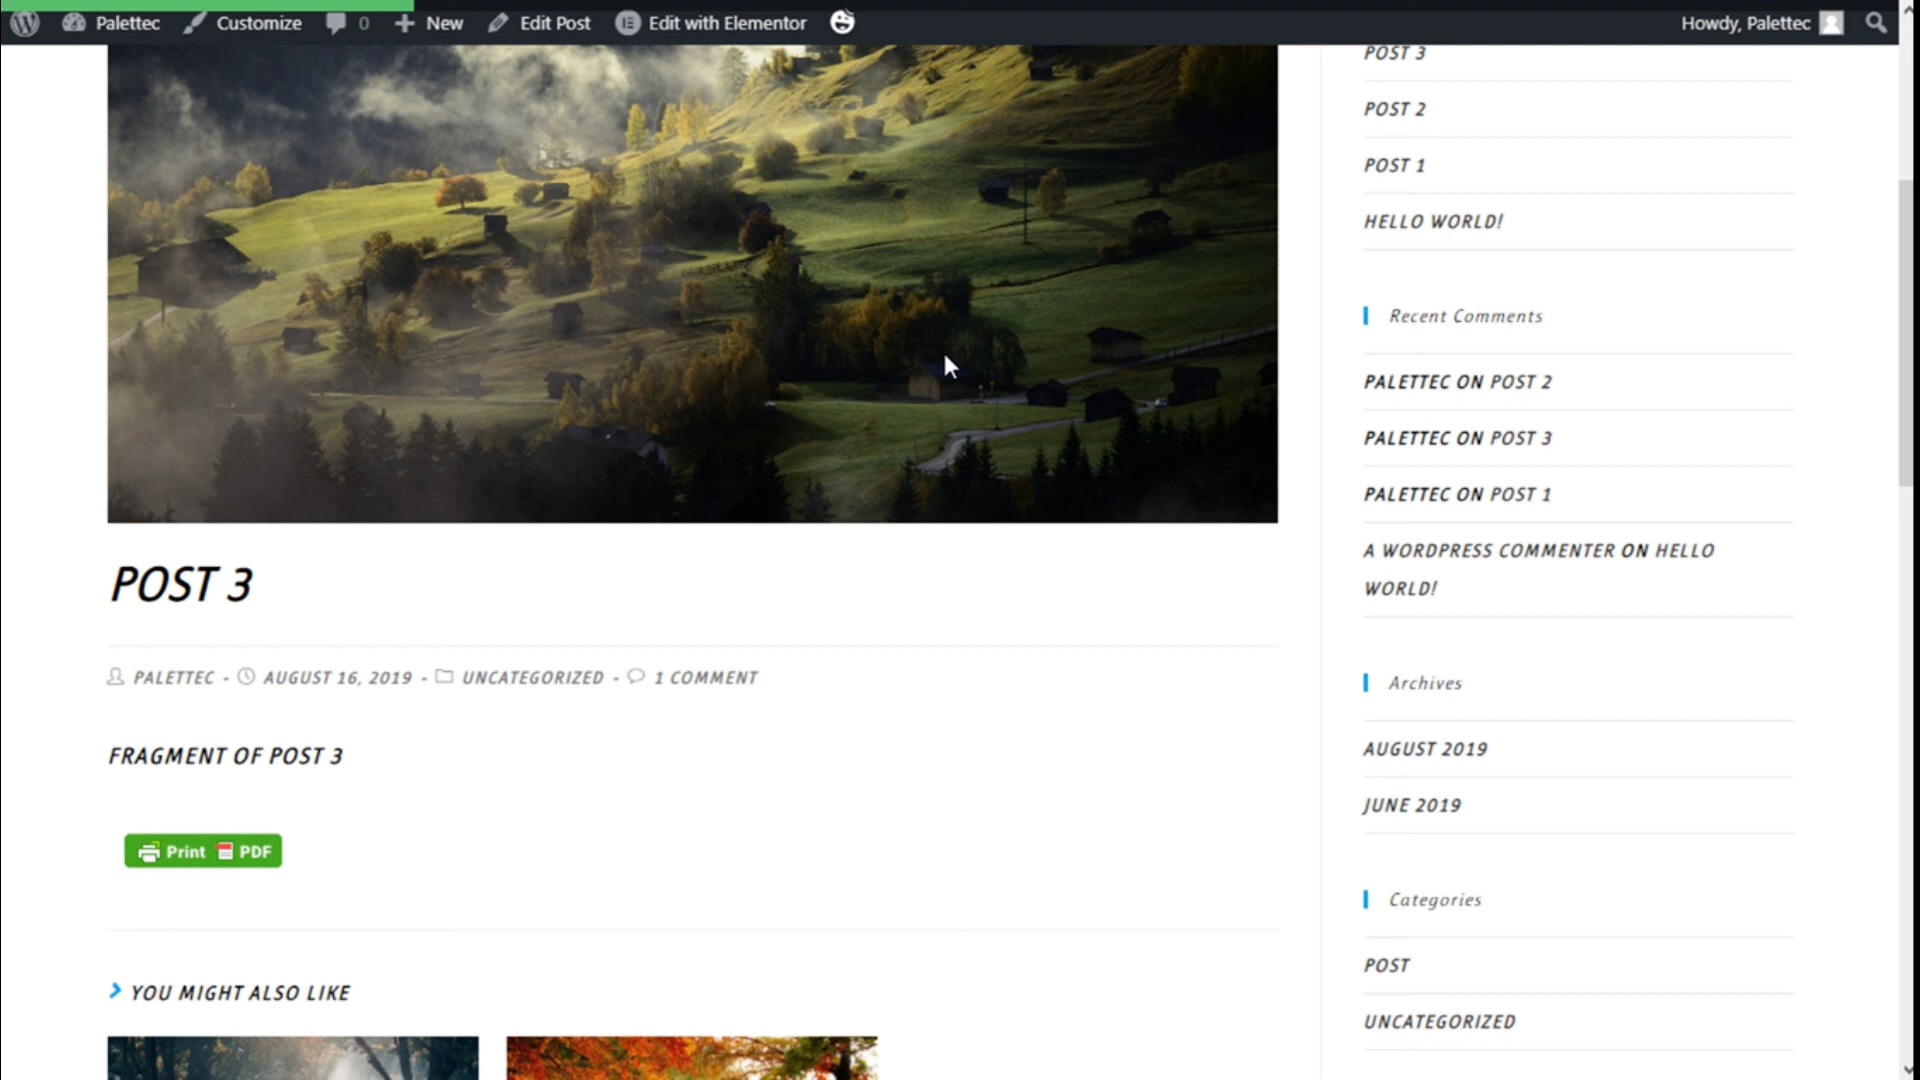 Palettec Customize 0 New Edit Post Edit with Elementor Howdy, Palettec
POST 3
PALETTEC - AUGUST 16, 2019 - UNCATEGORIZED - 1 COMMENT
FRAGMENT OF POST 3
Print PDF
YOU MIGHT ALSO LIKE
POST 3
POST 2
POST 1
HELLO WORLD!
Recent Comments
PALETTEC ON POST 2
PALETTEC ON POST 3
PALETTEC ON POST 1
A WORDPRESS COMMENTER ON HELLO
WORLD!
Archives
AUGUST 2019
JUNE 2019
Categories
POST
UNCATEGORIZED